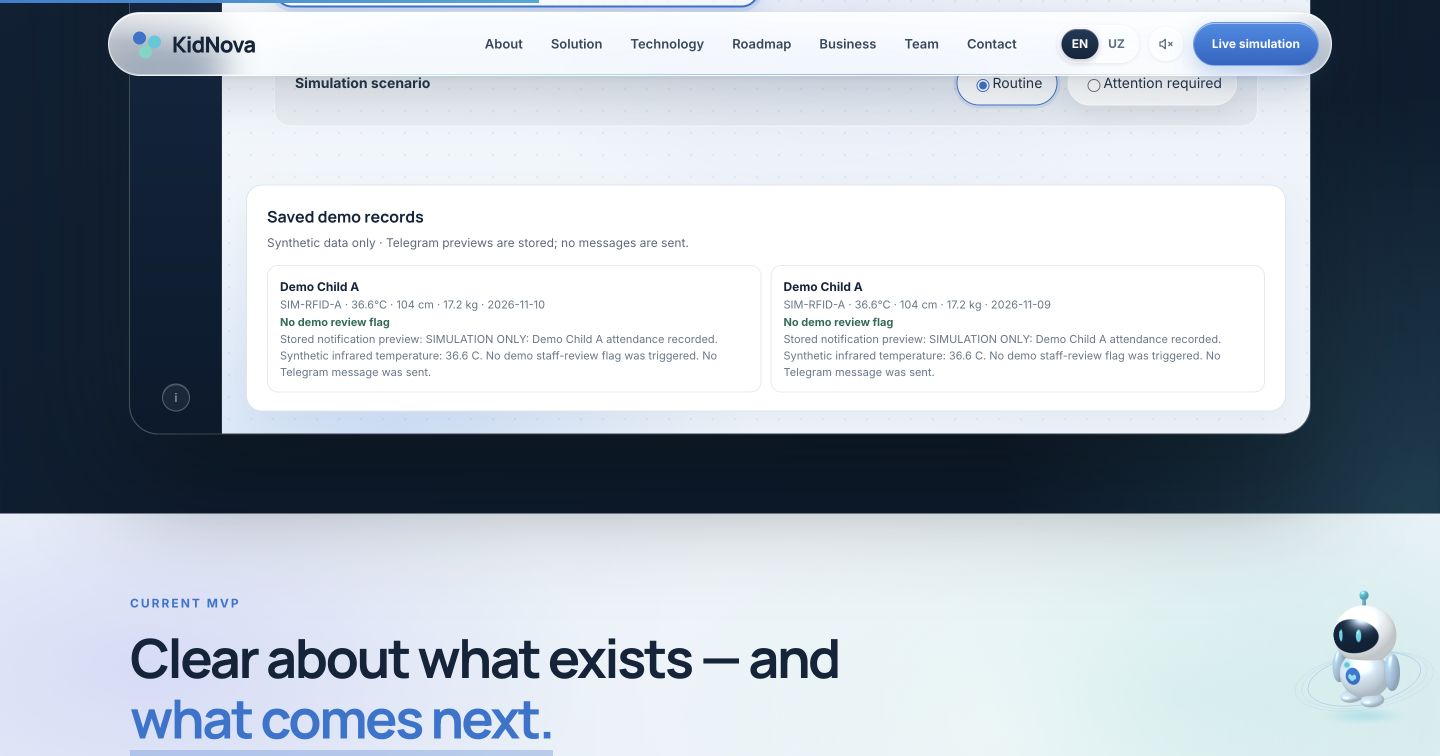 KidNova
About
Solution
Technology
Roadmap
Business
Team
Contact
EN
UZ
Live simulation
Simulation scenario
Routine
Attention required
Saved demo records
Synthetic data only · Telegram previews are stored; no messages are sent.
Demo Child A
SIM-RFID-A · 36.6°C · 104 cm · 17.2 kg · 2026-11-10
No demo review flag
Stored notification preview: SIMULATION ONLY: Demo Child A attendance recorded.
Synthetic infrared temperature: 36.6 C. No demo staff-review flag was triggered. No
Telegram message was sent.
Demo Child A
SIM-RFID-A · 36.6°C · 104 cm · 17.2 kg · 2026-11-09
No demo review flag
Stored notification preview: SIMULATION ONLY: Demo Child A attendance recorded.
Synthetic infrared temperature: 36.6 C. No demo staff-review flag was triggered. No
Telegram message was sent.
i
CURRENT MVP
Clear about what exists — and
what comes next.